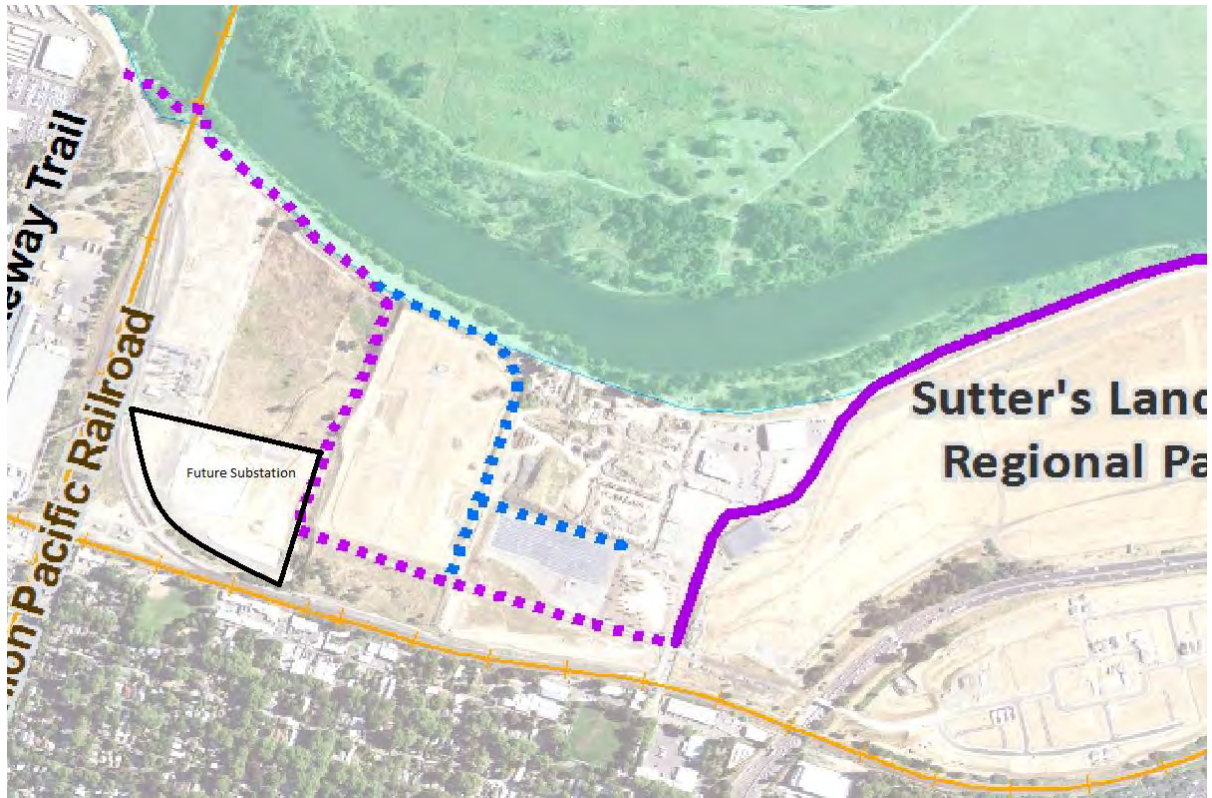 eway Trail
ion Pacific Railroad
Future Substation
Sutter's Land
Regional Pa